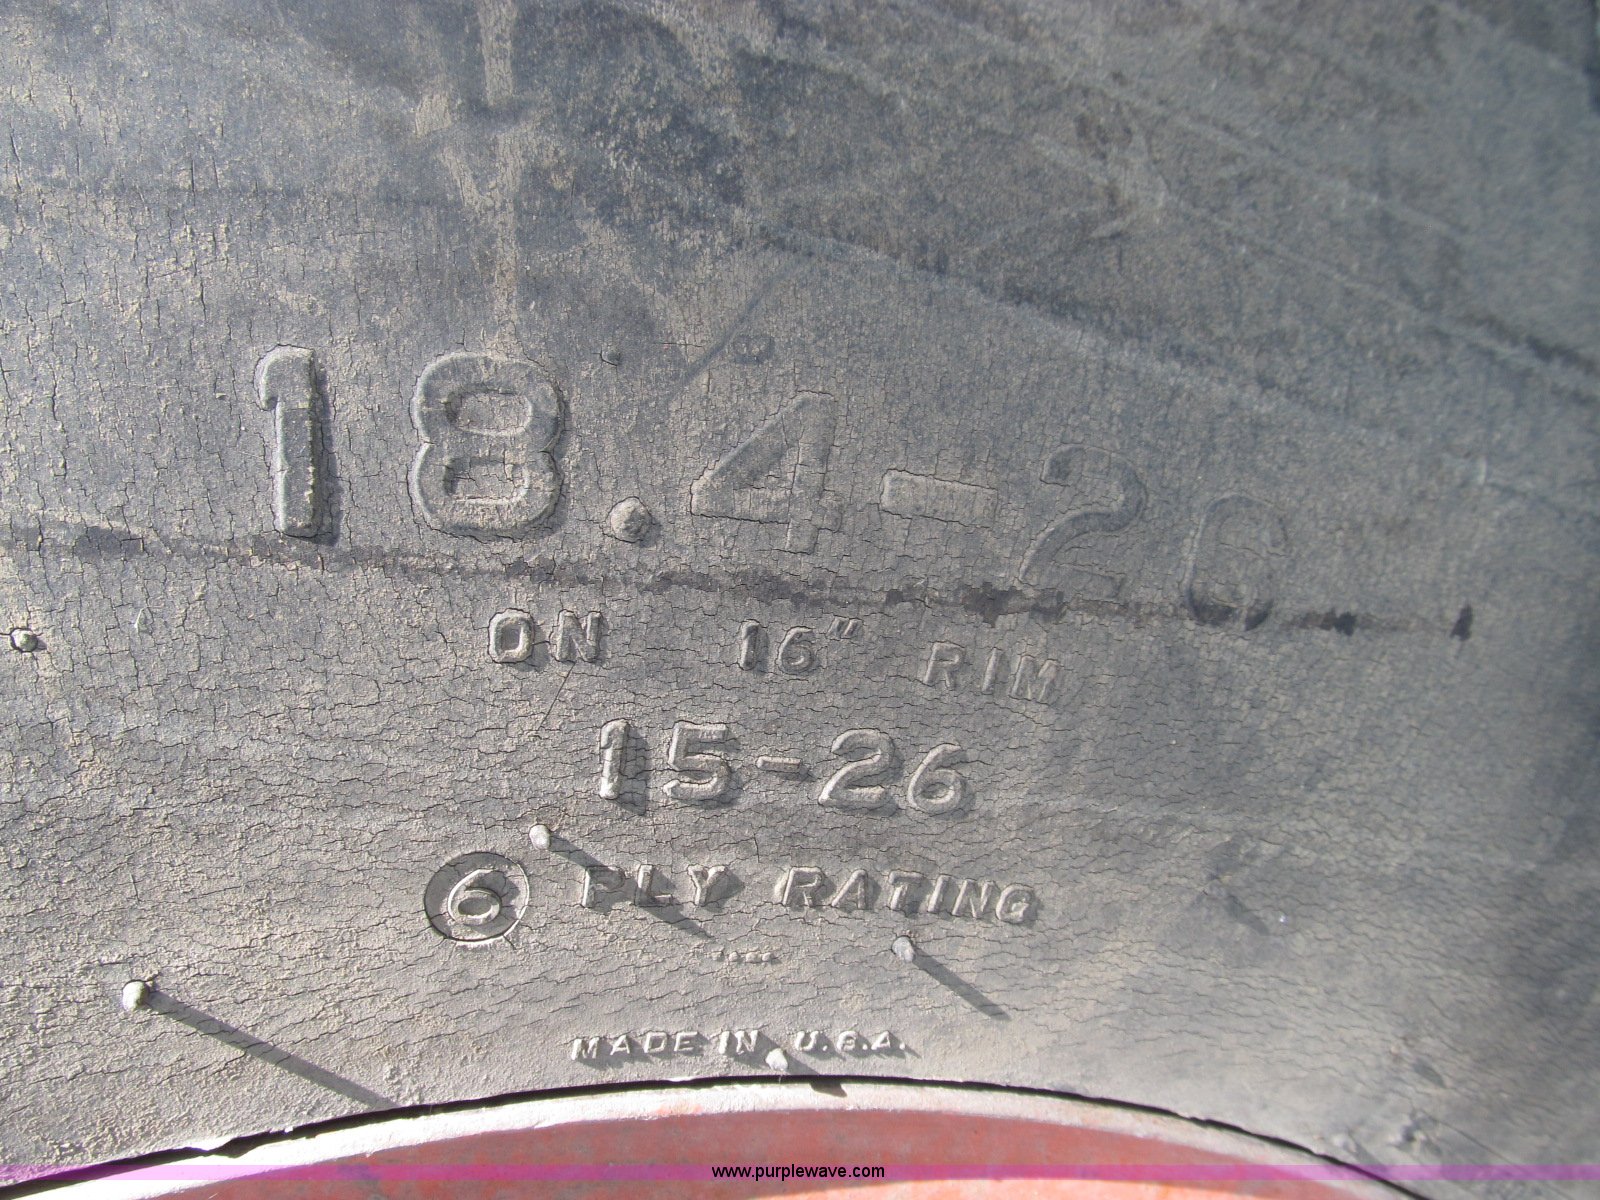 18.4-26
ON 16" RIM
15-26
6 PLY RATING
MADE IN U.S.A.
www.purplewave.com